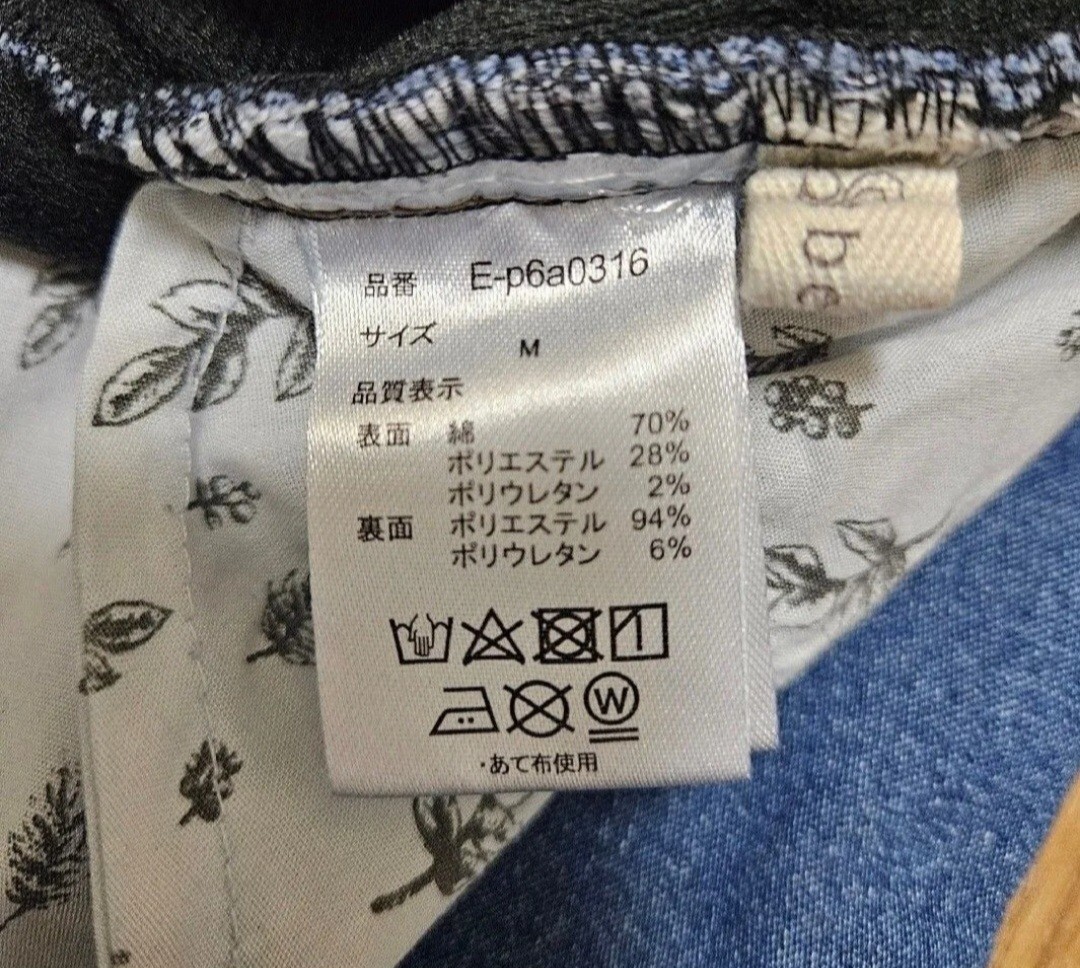 品番 E-p6a0316
サイズ M
品質表示
表面 綿 70%
ポリエステル 28%
ポリウレタン 2%
裏面 ポリエステル 94%
ポリウレタン 6%
W
・あて布使用
be